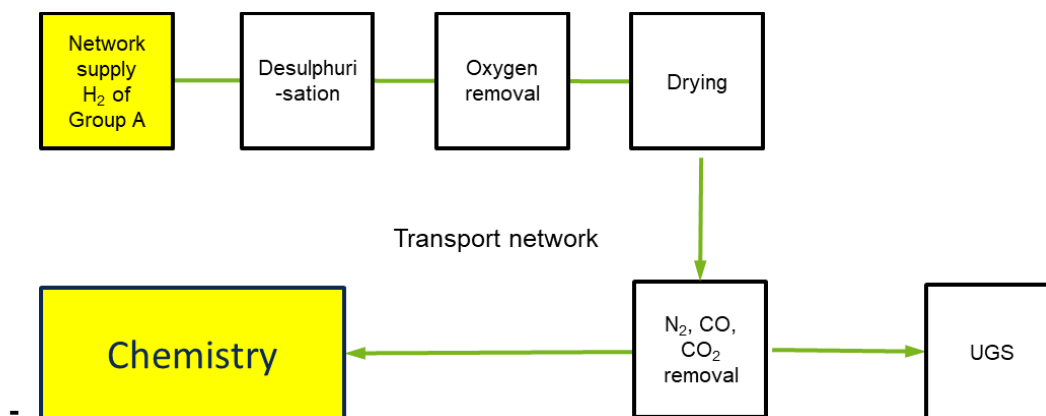 Network
supply
H₂ of
Group A
Desulphuri
-sation
Oxygen
removal
Drying
Transport network
Chemistry
N₂, CO,
CO₂
removal
UGS
-